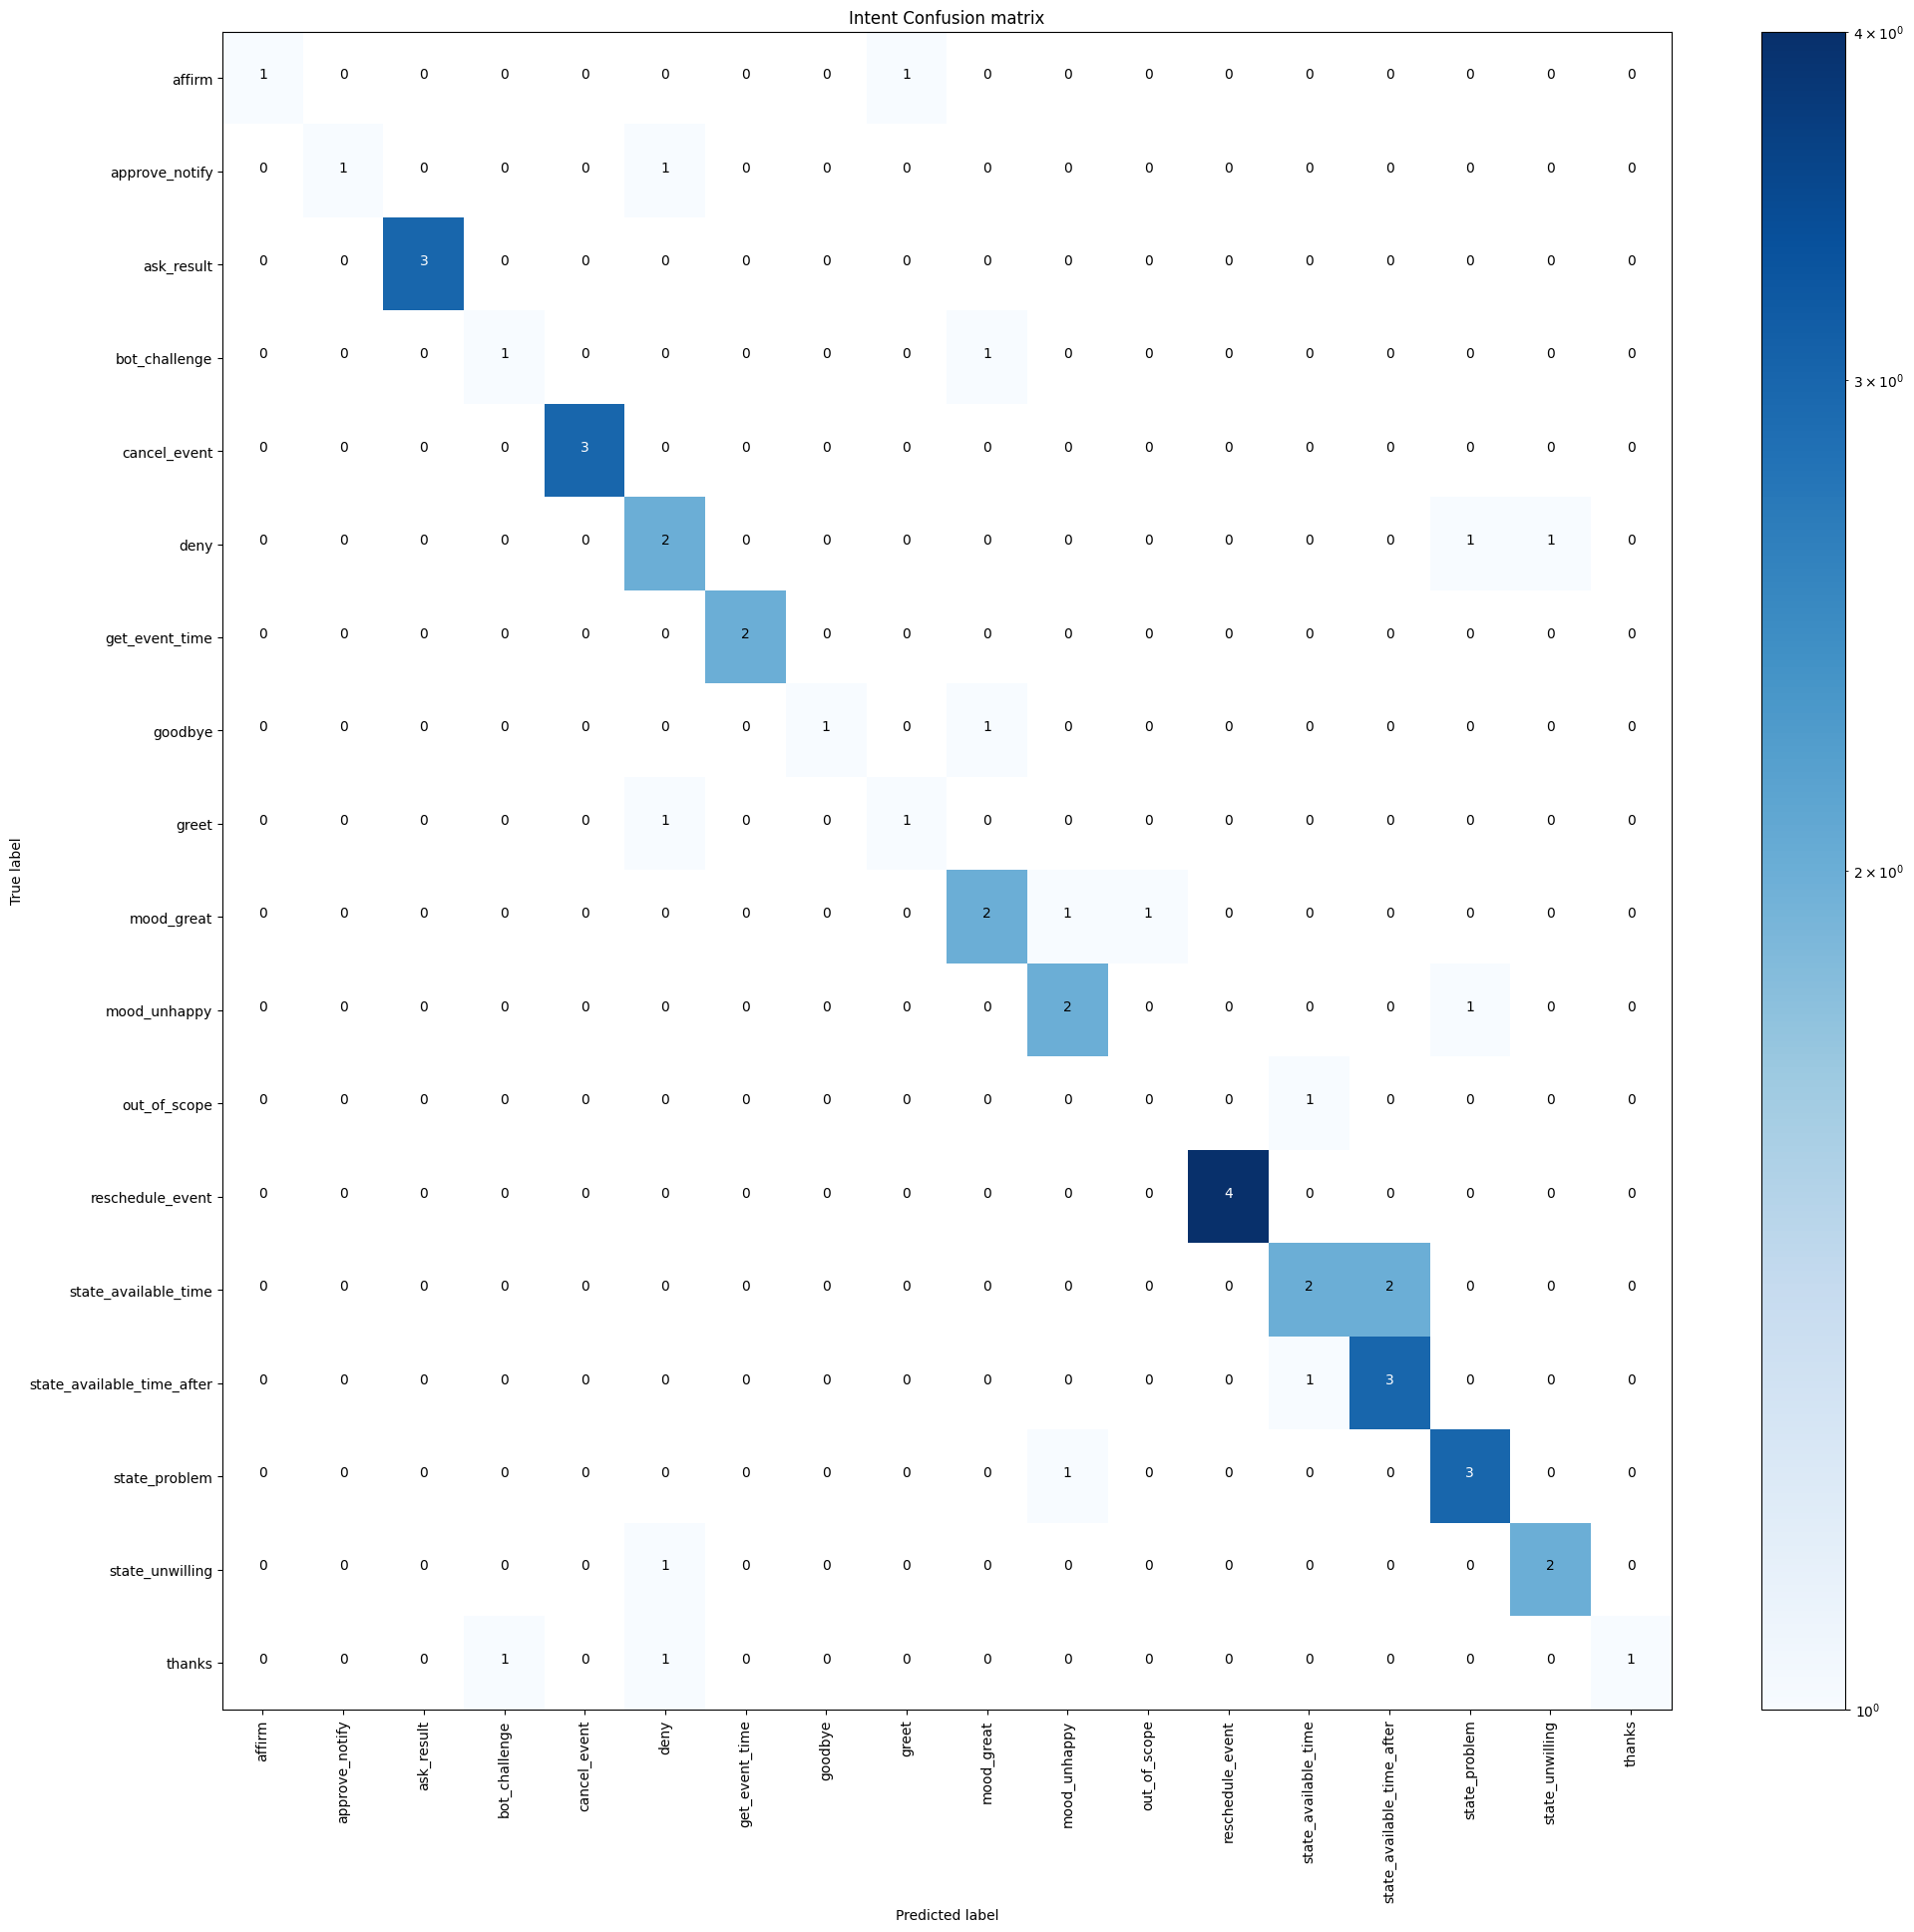 Intent Confusion matrix
affirm 1 0 0 0 0 0 0 0 1 0 0 0 0 0 0 0 0 0
approve_notify 0 1 0 0 0 1 0 0 0 0 0 0 0 0 0 0 0 0
ask_result 0 0 3 0 0 0 0 0 0 0 0 0 0 0 0 0 0 0
bot_challenge 0 0 0 1 0 0 0 0 0 1 0 0 0 0 0 0 0 0
cancel_event 0 0 0 0 3 0 0 0 0 0 0 0 0 0 0 0 0 0
deny 0 0 0 0 0 2 0 0 0 0 0 0 0 0 0 1 1 0
get_event_time 0 0 0 0 0 0 2 0 0 0 0 0 0 0 0 0 0 0
goodbye 0 0 0 0 0 0 0 1 0 1 0 0 0 0 0 0 0 0
greet 0 0 0 0 0 1 0 0 1 0 0 0 0 0 0 0 0 0
mood_great 0 0 0 0 0 0 0 0 0 2 1 1 0 0 0 0 0 0
mood_unhappy 0 0 0 0 0 0 0 0 0 0 2 0 0 0 0 1 0 0
out_of_scope 0 0 0 0 0 0 0 0 0 0 0 0 0 1 0 0 0 0
reschedule_event 0 0 0 0 0 0 0 0 0 0 0 0 4 0 0 0 0 0
state_available_time 0 0 0 0 0 0 0 0 0 0 0 0 0 2 2 0 0 0
state_available_time_after 0 0 0 0 0 0 0 0 0 0 0 0 0 1 3 0 0 0
state_problem 0 0 0 0 0 0 0 0 0 0 1 0 0 0 0 3 0 0
state_unwilling 0 0 0 0 0 1 0 0 0 0 0 0 0 0 0 0 2 0
thanks 0 0 0 1 0 1 0 0 0 0 0 0 0 0 0 0 0 1
True label
affirm
approve_notify
ask_result
bot_challenge
cancel_event
deny
get_event_time
goodbye
greet
mood_great
mood_unhappy
out_of_scope
reschedule_event
state_available_time
state_available_time_after
state_problem
state_unwilling
thanks
Predicted label
4 × 10⁰
3 × 10⁰
2 × 10⁰
10⁰